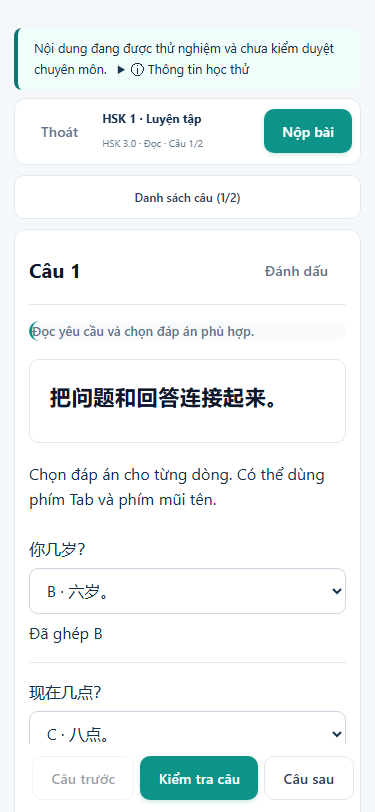 Nội dung đang được thử nghiệm và chưa kiểm duyệt
chuyên môn. ▶ ⓘ Thông tin học thử
Thoát
HSK 1 · Luyện tập
HSK 3.0 · Đọc · Câu 1/2
Nộp bài
Danh sách câu (1/2)
Câu 1
Đánh dấu
Đọc yêu cầu và chọn đáp án phù hợp.
把问题和回答连接起来。
Chọn đáp án cho từng dòng. Có thể dùng
phím Tab và phím mũi tên.
你几岁？
B · 六岁。
Đã ghép B
现在几点？
C · 八点。
Câu trước
Kiểm tra câu
Câu sau